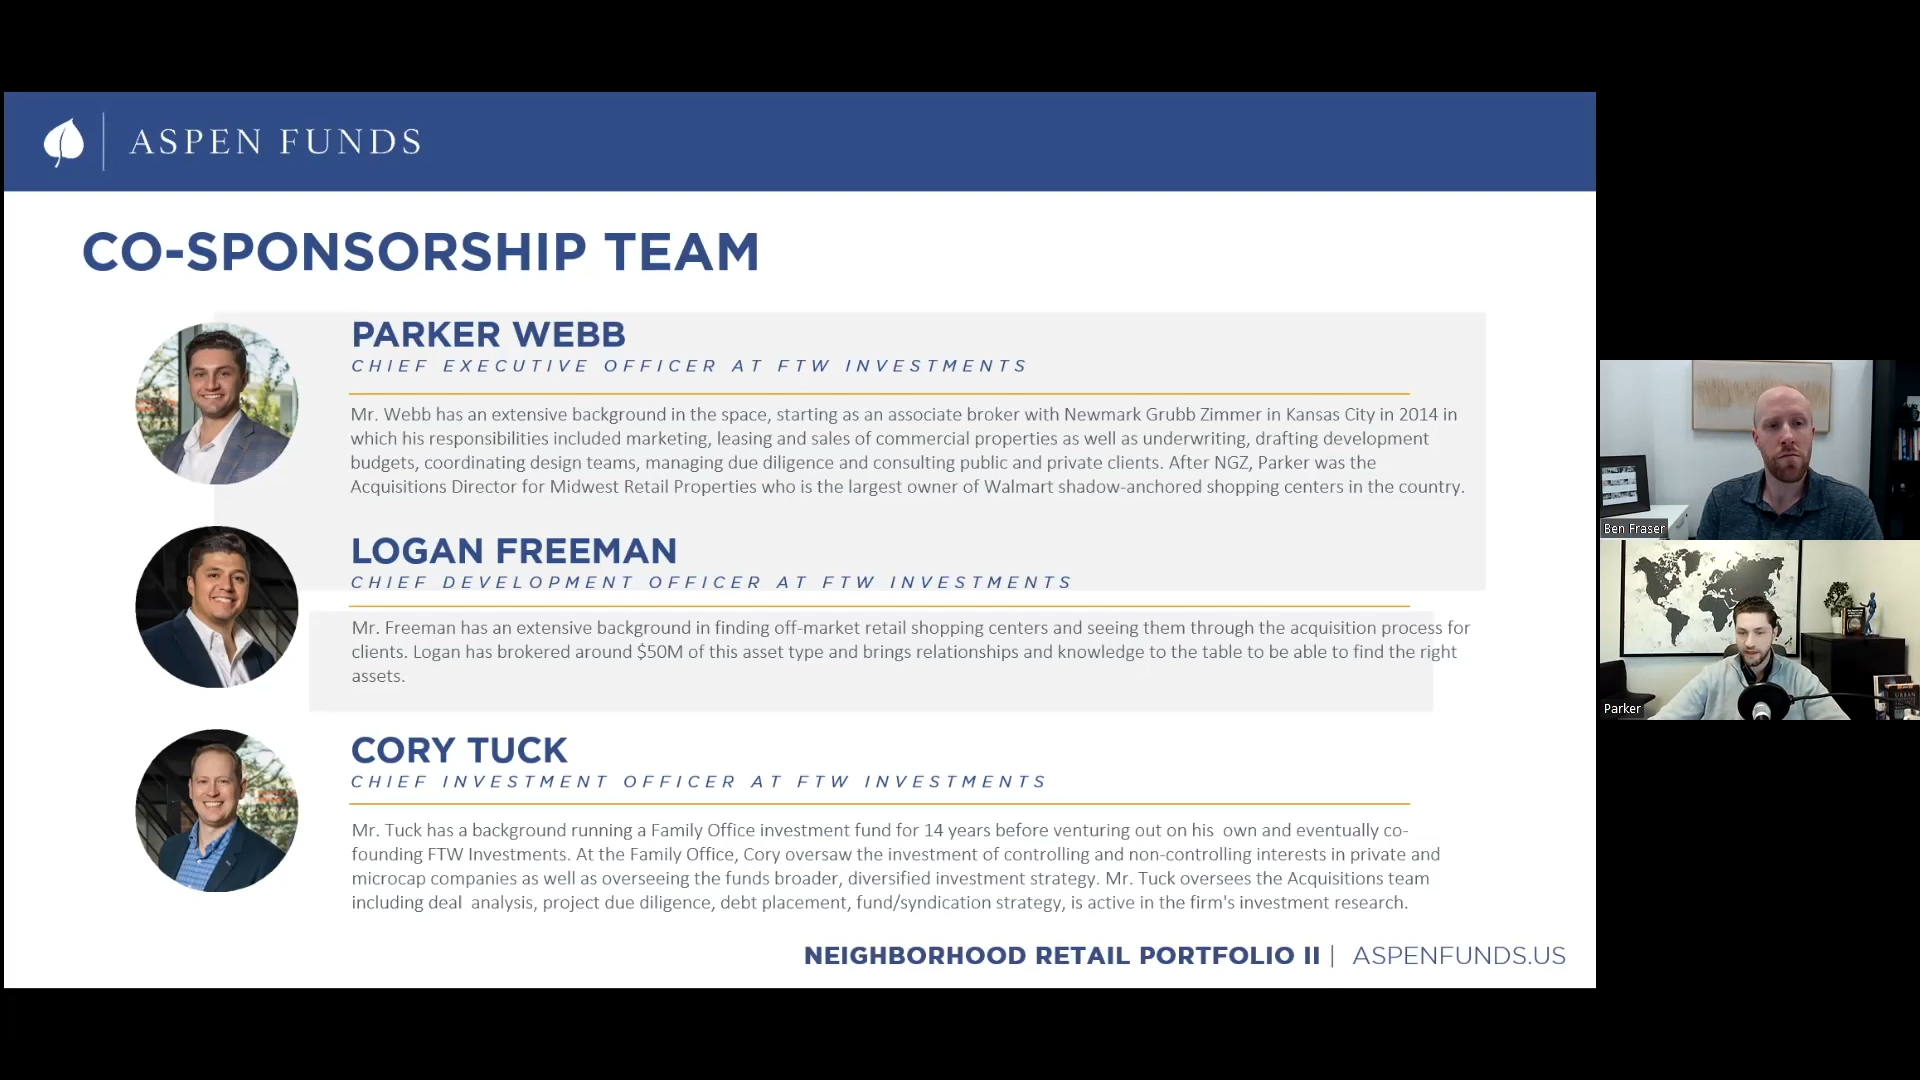 ASPEN FUNDS
CO-SPONSORSHIP TEAM
PARKER WEBB
CHIEF EXECUTIVE OFFICER AT FTW INVESTMENTS
Mr. Webb has an extensive background in the space, starting as an associate broker with Newmark Grubb Zimmer in Kansas City in 2014 in
which his responsibilities included marketing, leasing and sales of commercial properties as well as underwriting, drafting development
budgets, coordinating design teams, managing due diligence and consulting public and private clients. After NGZ, Parker was the
Acquisitions Director for Midwest Retail Properties who is the largest owner of Walmart shadow-anchored shopping centers in the country.
LOGAN FREEMAN
CHIEF DEVELOPMENT OFFICER AT FTW INVESTMENTS
Mr. Freeman has an extensive background in finding off-market retail shopping centers and seeing them through the acquisition process for
clients. Logan has brokered around $50M of this asset type and brings relationships and knowledge to the table to be able to find the right
assets.
CORY TUCK
CHIEF INVESTMENT OFFICER AT FTW INVESTMENTS
Mr. Tuck has a background running a Family Office investment fund for 14 years before venturing out on his own and eventually co-
founding FTW Investments. At the Family Office, Cory oversaw the investment of controlling and non-controlling interests in private and
microcap companies as well as overseeing the funds broader, diversified investment strategy. Mr. Tuck oversees the Acquisitions team
including deal analysis, project due diligence, debt placement, fund/syndication strategy, is active in the firm's investment research.
NEIGHBORHOOD RETAIL PORTFOLIO II | ASPENFUNDS.US
Ben Fraser
Parker